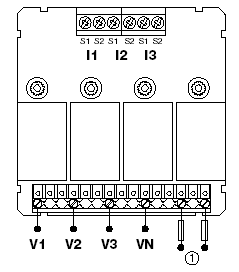 S1 S2 S1 S2 S1 S2
I1 I2 I3
V1 V2 V3 VN
1